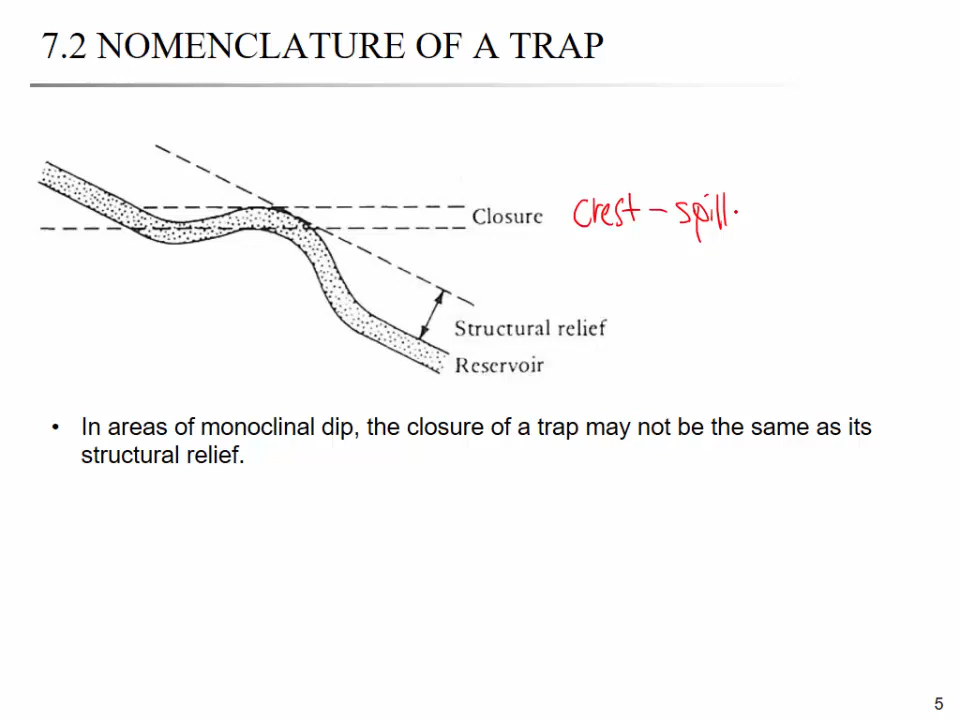 7.2 NOMENCLATURE OF A TRAP
Closure crest - spill.
Structural relief
Reservoir
• In areas of monoclinal dip, the closure of a trap may not be the same as its
structural relief.
5